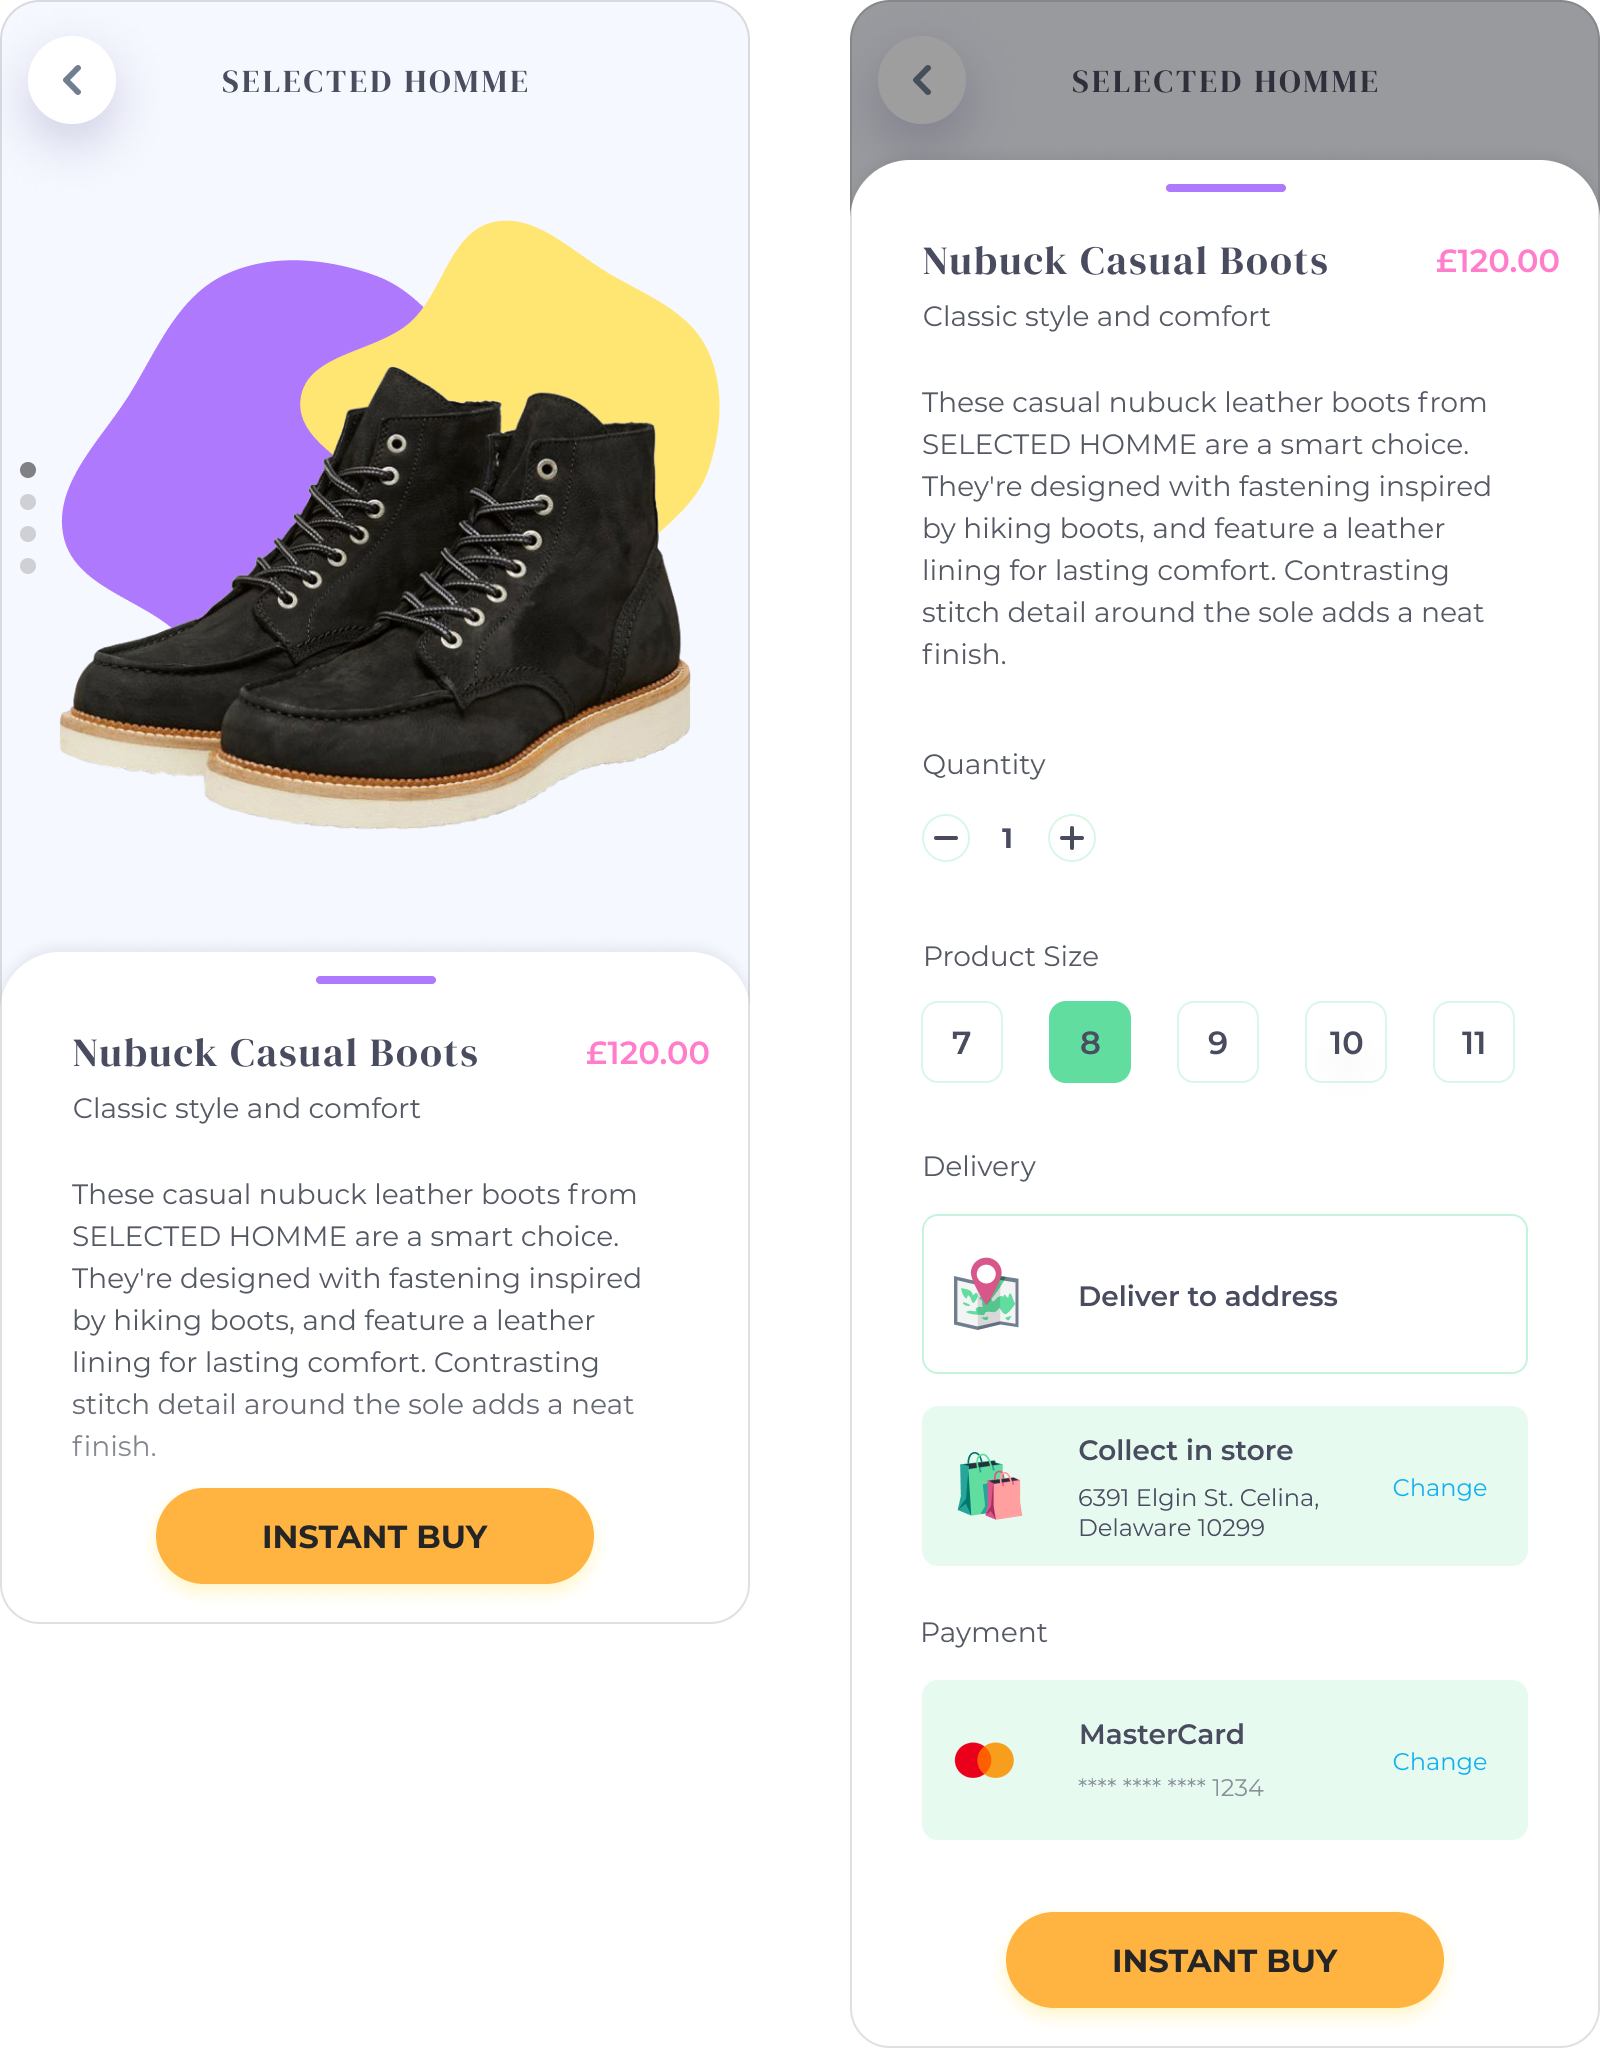 SELECTED HOMME
Nubuck Casual Boots
£120.00
Classic style and comfort
These casual nubuck leather boots from
SELECTED HOMME are a smart choice.
They're designed with fastening inspired
by hiking boots, and feature a leather
lining for lasting comfort. Contrasting
stitch detail around the sole adds a neat
finish.
INSTANT BUY
SELECTED HOMME
Nubuck Casual Boots
£120.00
Classic style and comfort
These casual nubuck leather boots from
SELECTED HOMME are a smart choice.
They're designed with fastening inspired
by hiking boots, and feature a leather
lining for lasting comfort. Contrasting
stitch detail around the sole adds a neat
finish.
Quantity
1
Product Size
7 8 9 10 11
Delivery
Deliver to address
Collect in store
6391 Elgin St. Celina,
Delaware 10299
Change
Payment
MasterCard
**** **** **** 1234
Change
INSTANT BUY